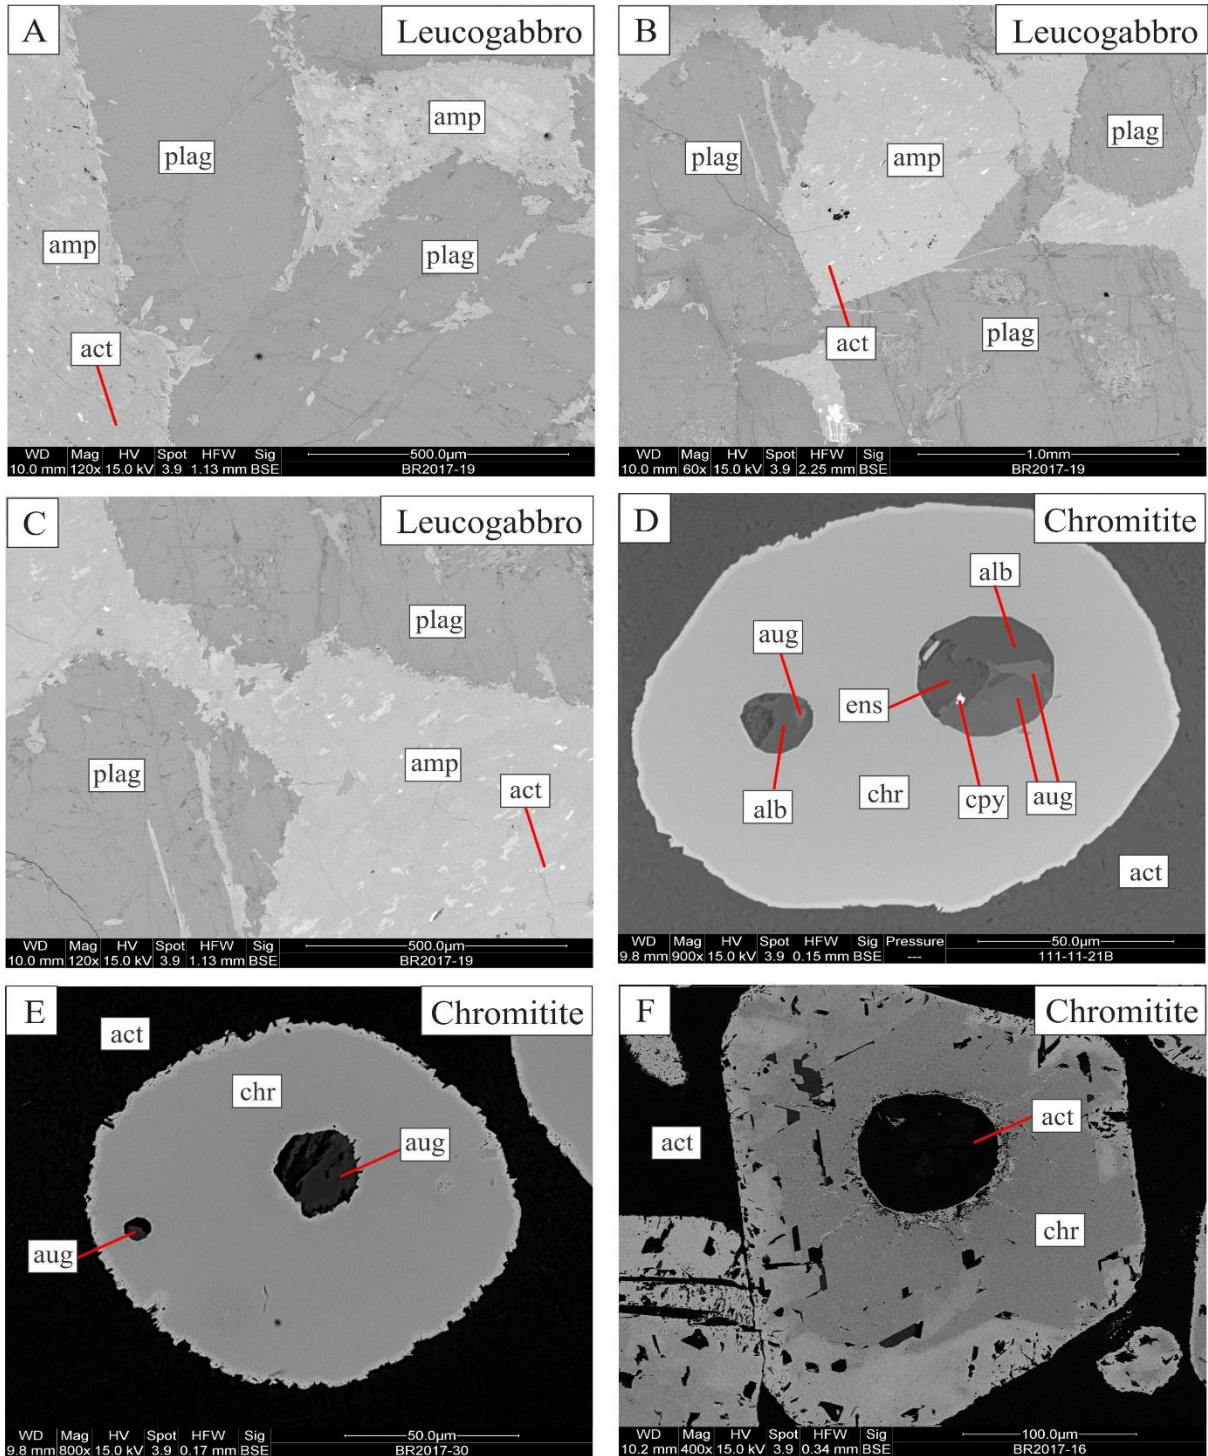 A
Leucogabbro
amp
plag
amp
plag
act
WD Mag HV Spot HFW Sig
500.0µm
10.0 mm 120x 15.0 kV 3.9 1.13 mm BSE
BR2017-19
B
Leucogabbro
plag
plag
amp
plag
act
WD Mag HV Spot HFW Sig
1.0mm
10.0 mm 60x 15.0 kV 3.9 2.25 mm BSE
BR2017-19
C
Leucogabbro
plag
plag
amp
act
WD Mag HV Spot HFW Sig
500.0µm
10.0 mm 120x 15.0 kV 3.9 1.13 mm BSE
BR2017-19
D
Chromitite
alb
aug
ens
chr
alb
cpy
aug
act
WD Mag HV Spot HFW Sig Pressure
50.0µm
9.8 mm 900x 15.0 kV 3.9 0.15 mm BSE ---
111-11-21B
E
Chromitite
act
chr
aug
aug
WD Mag HV Spot HFW Sig
50.0µm
9.8 mm 800x 15.0 kV 3.9 0.17 mm BSE
BR2017-30
F
Chromitite
act
act
chr
WD Mag HV Spot HFW Sig
100.0µm
10.2 mm 400x 15.0 kV 3.9 0.34 mm BSE
BR2017-16